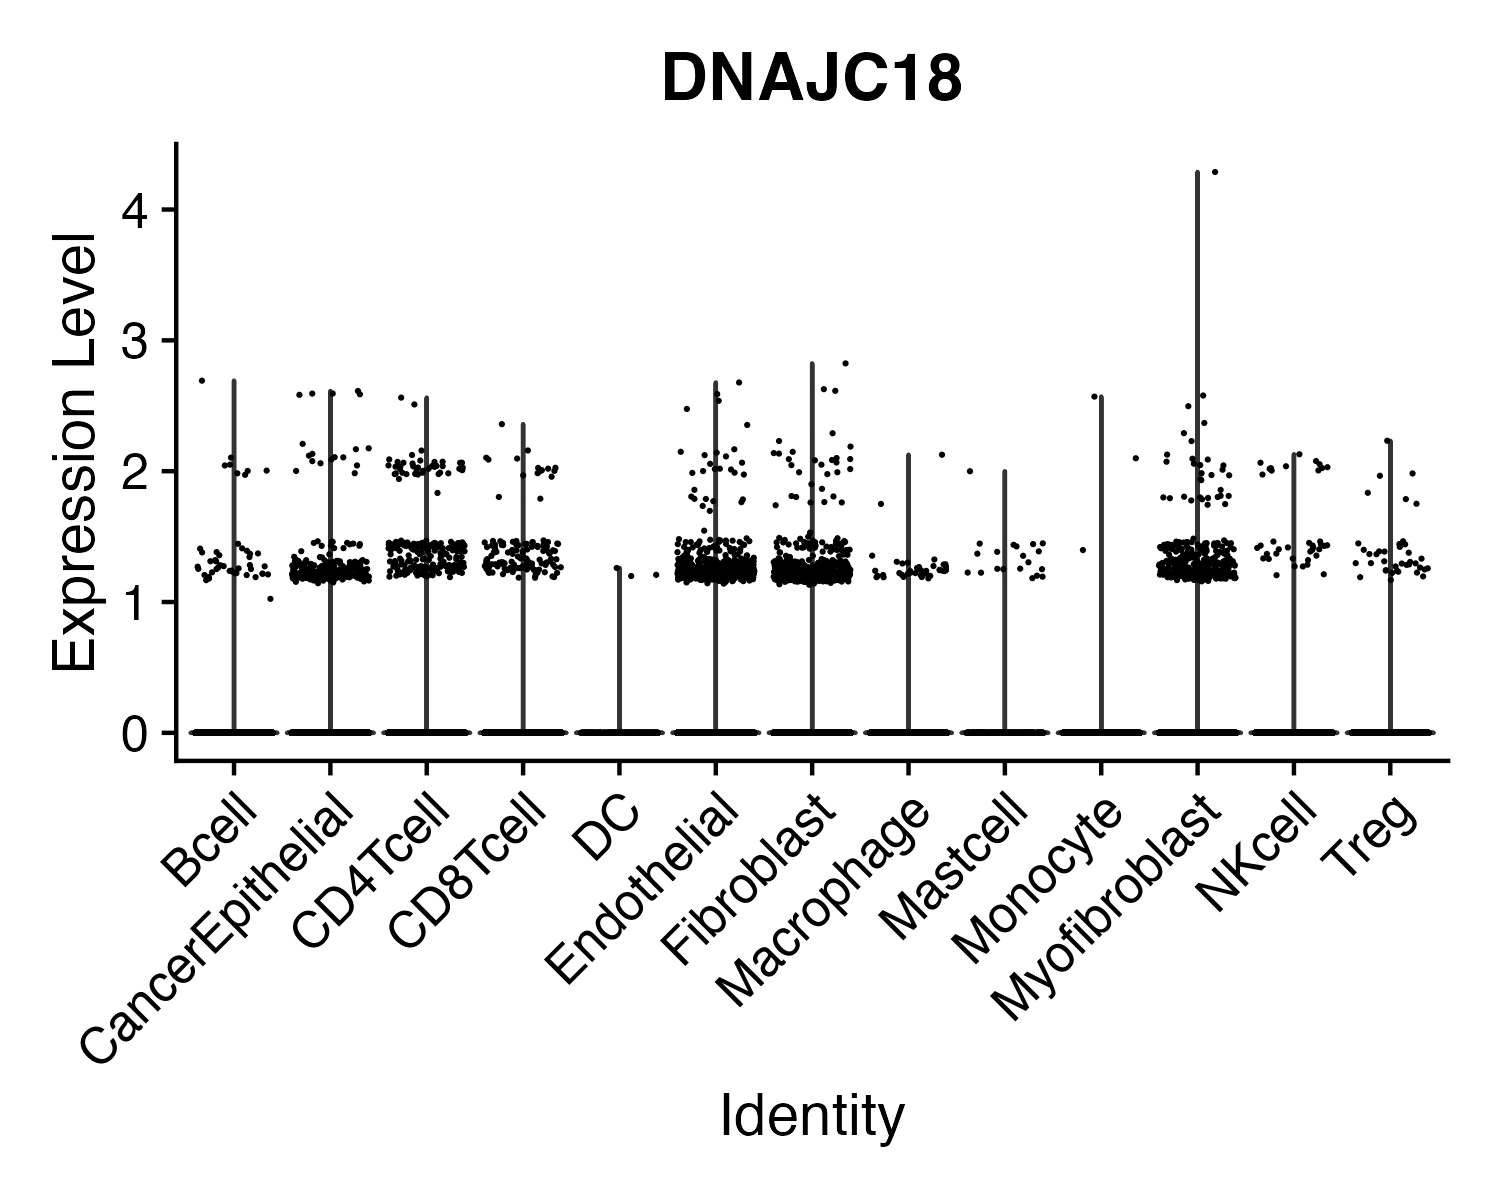 DNAJC18
Expression Level
4
3
2
1
0
Bcell
CancerEpithelial
CD4Tcell
CD8Tcell
DC
Endothelial
Fibroblast
Macrophage
Mastcell
Monocyte
Myofibroblast
NKcell
Treg
Identity